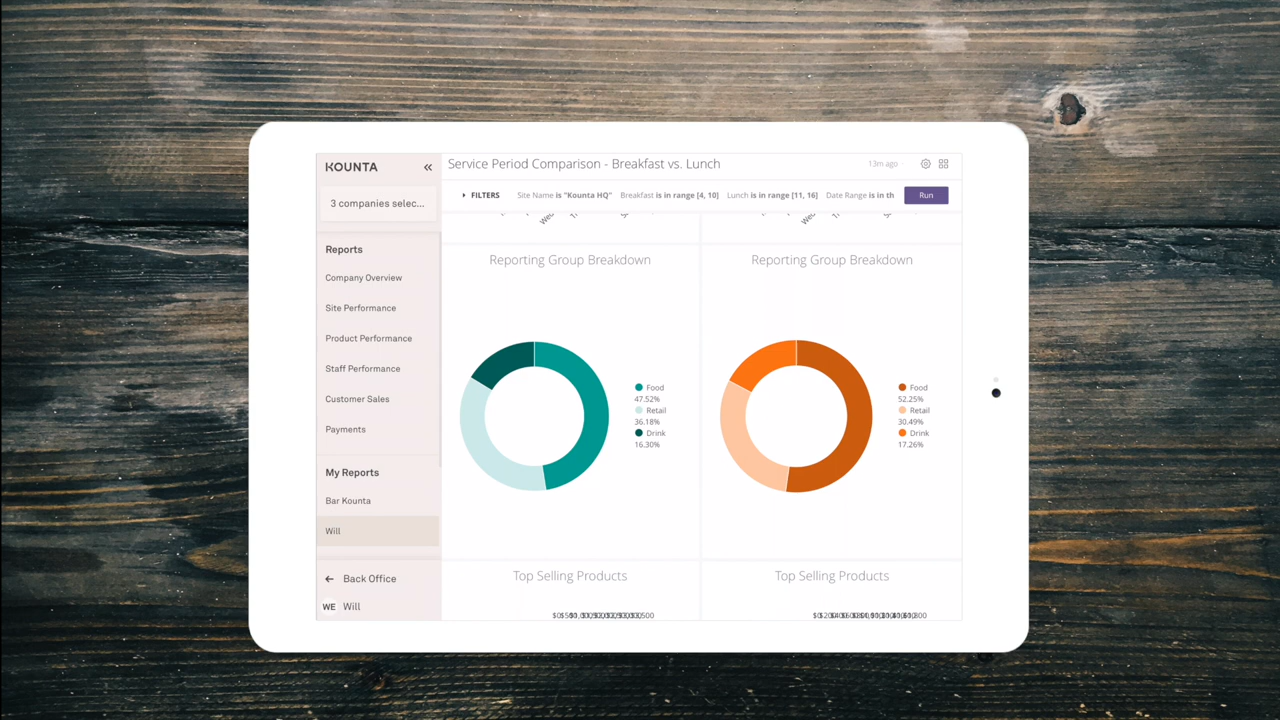 KOUNTA
«
3 companies selec...
Reports
Company Overview
Site Performance
Product Performance
Staff Performance
Customer Sales
Payments
My Reports
Bar Kounta
Will
Back Office
WE Will
Service Period Comparison - Breakfast vs. Lunch
13m ago
FILTERS Site Name is "Kounta HQ" Breakfast is in range [4, 10] Lunch is in range [11, 16] Date Range is in th
Run
Reporting Group Breakdown
Food
47.52%
Retail
36.18%
Drink
16.30%
Reporting Group Breakdown
Food
52.25%
Retail
30.49%
Drink
17.26%
Top Selling Products
Top Selling Products